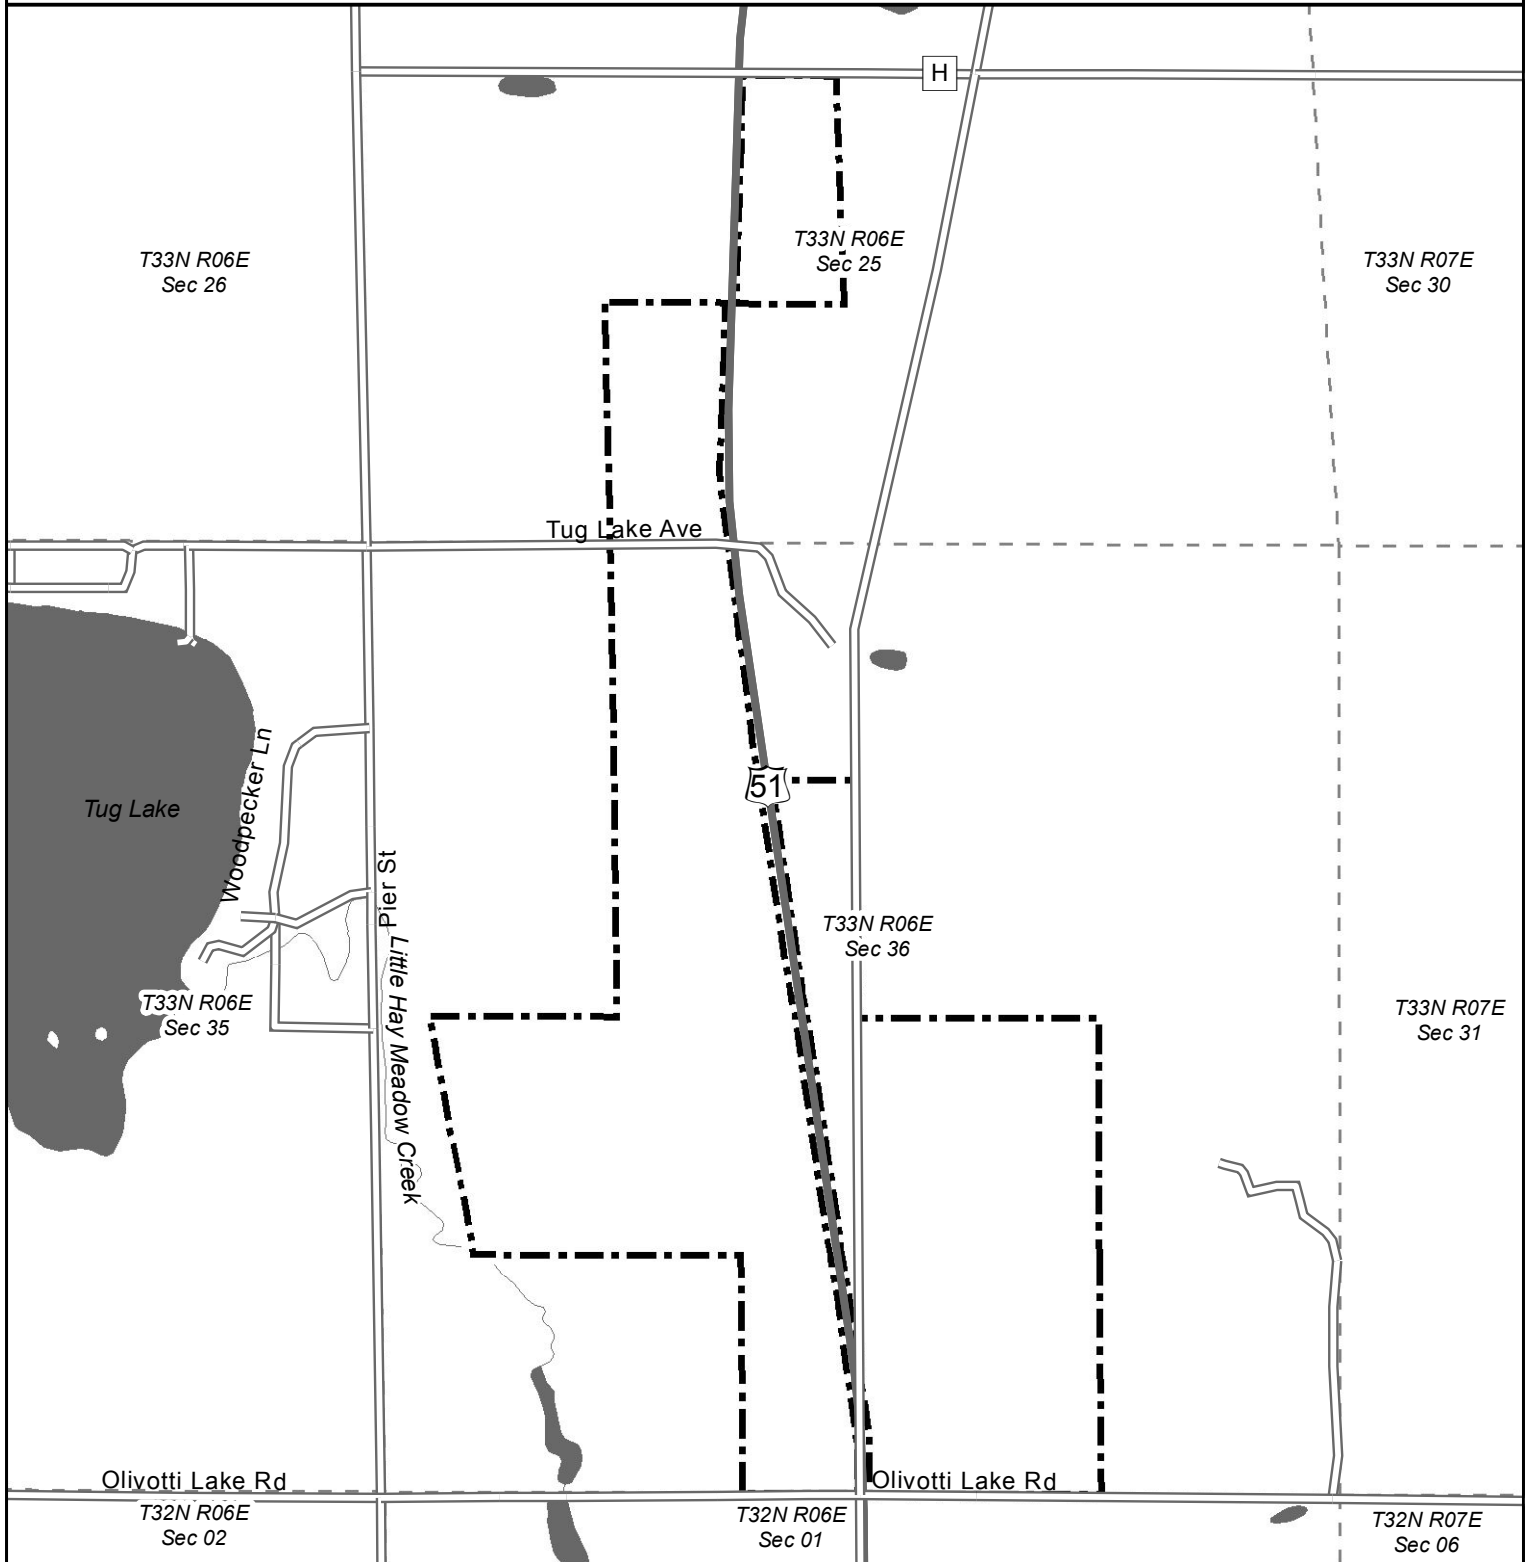 H
T33N R06E
Sec 26
T33N R06E
Sec 25
T33N R07E
Sec 30
Tug Lake Ave
Woodpecker Ln
Tug Lake
51
Pier St
Little Hay Meadow Creek
T33N R06E
Sec 36
T33N R06E
Sec 35
T33N R07E
Sec 31
Olivotti Lake Rd
Olivotti Lake Rd
T32N R06E
Sec 02
T32N R06E
Sec 01
T32N R07E
Sec 06